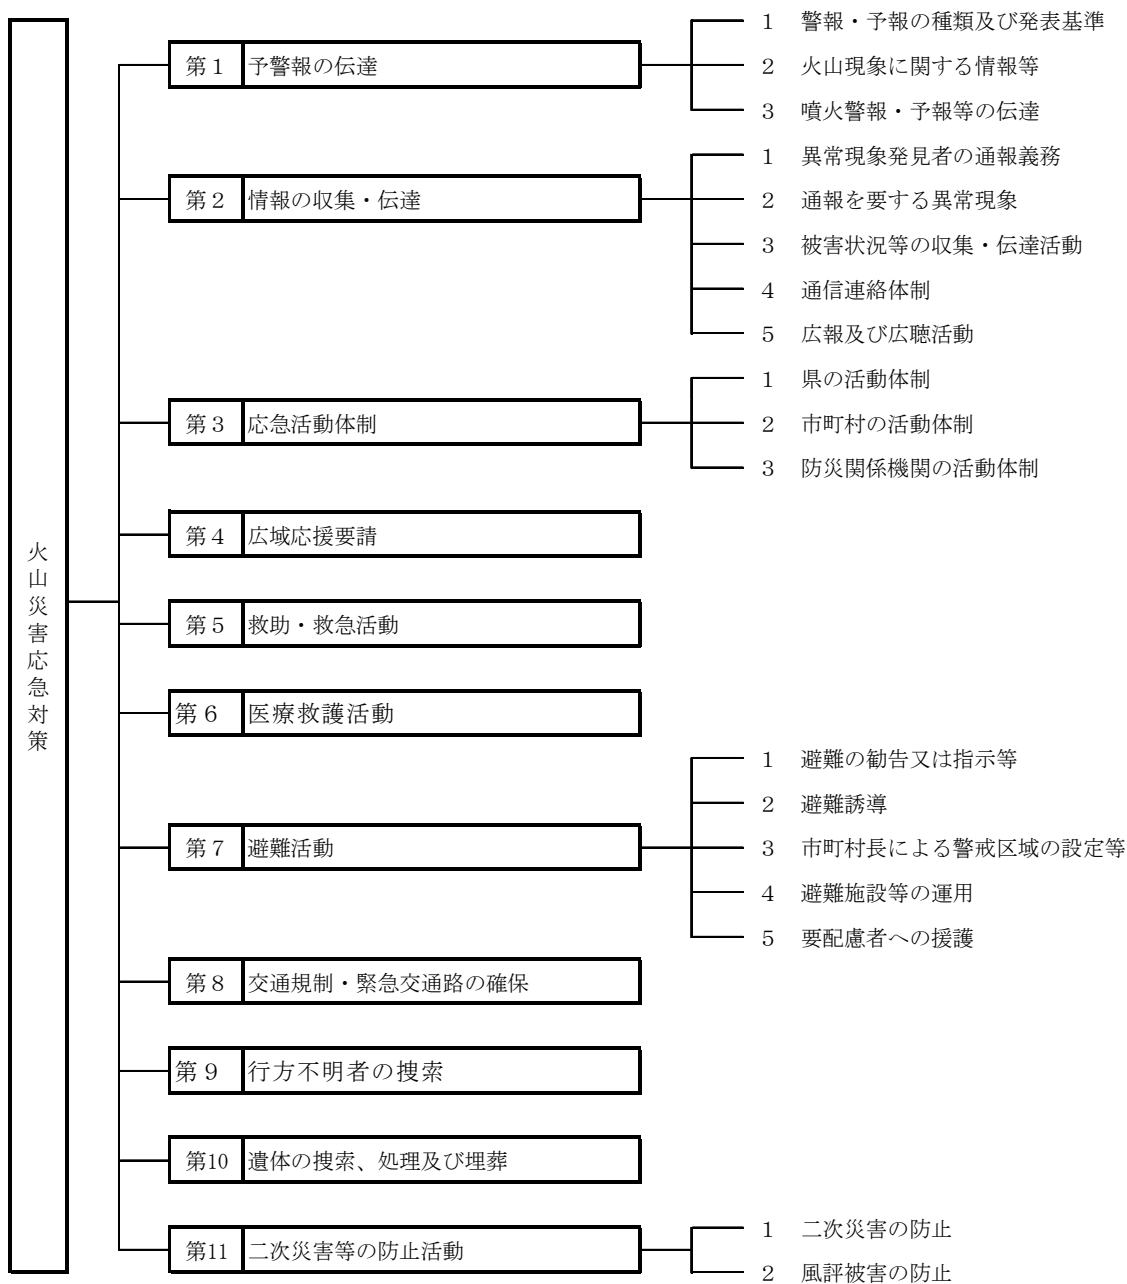 火山災害応急対策
第１ 予警報の伝達
１ 警報・予報の種類及び発表基準
２ 火山現象に関する情報等
３ 噴火警報・予報等の伝達
第２ 情報の収集・伝達
１ 異常現象発見者の通報義務
２ 通報を要する異常現象
３ 被害状況等の収集・伝達活動
４ 通信連絡体制
５ 広報及び広聴活動
第３ 応急活動体制
１ 県の活動体制
２ 市町村の活動体制
３ 防災関係機関の活動体制
第４ 広域応援要請
第５ 救助・救急活動
第６ 医療救護活動
第７ 避難活動
１ 避難の勧告又は指示等
２ 避難誘導
３ 市町村長による警戒区域の設定等
４ 避難施設等の運用
５ 要配慮者への援護
第８ 交通規制・緊急交通路の確保
第９ 行方不明者の捜索
第10 遺体の捜索、処理及び埋葬
第11 二次災害等の防止活動
１ 二次災害の防止
２ 風評被害の防止